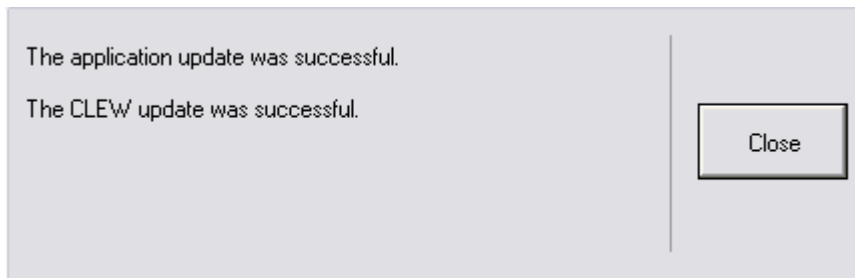 The application update was successful.
The CLEW update was successful.
Close